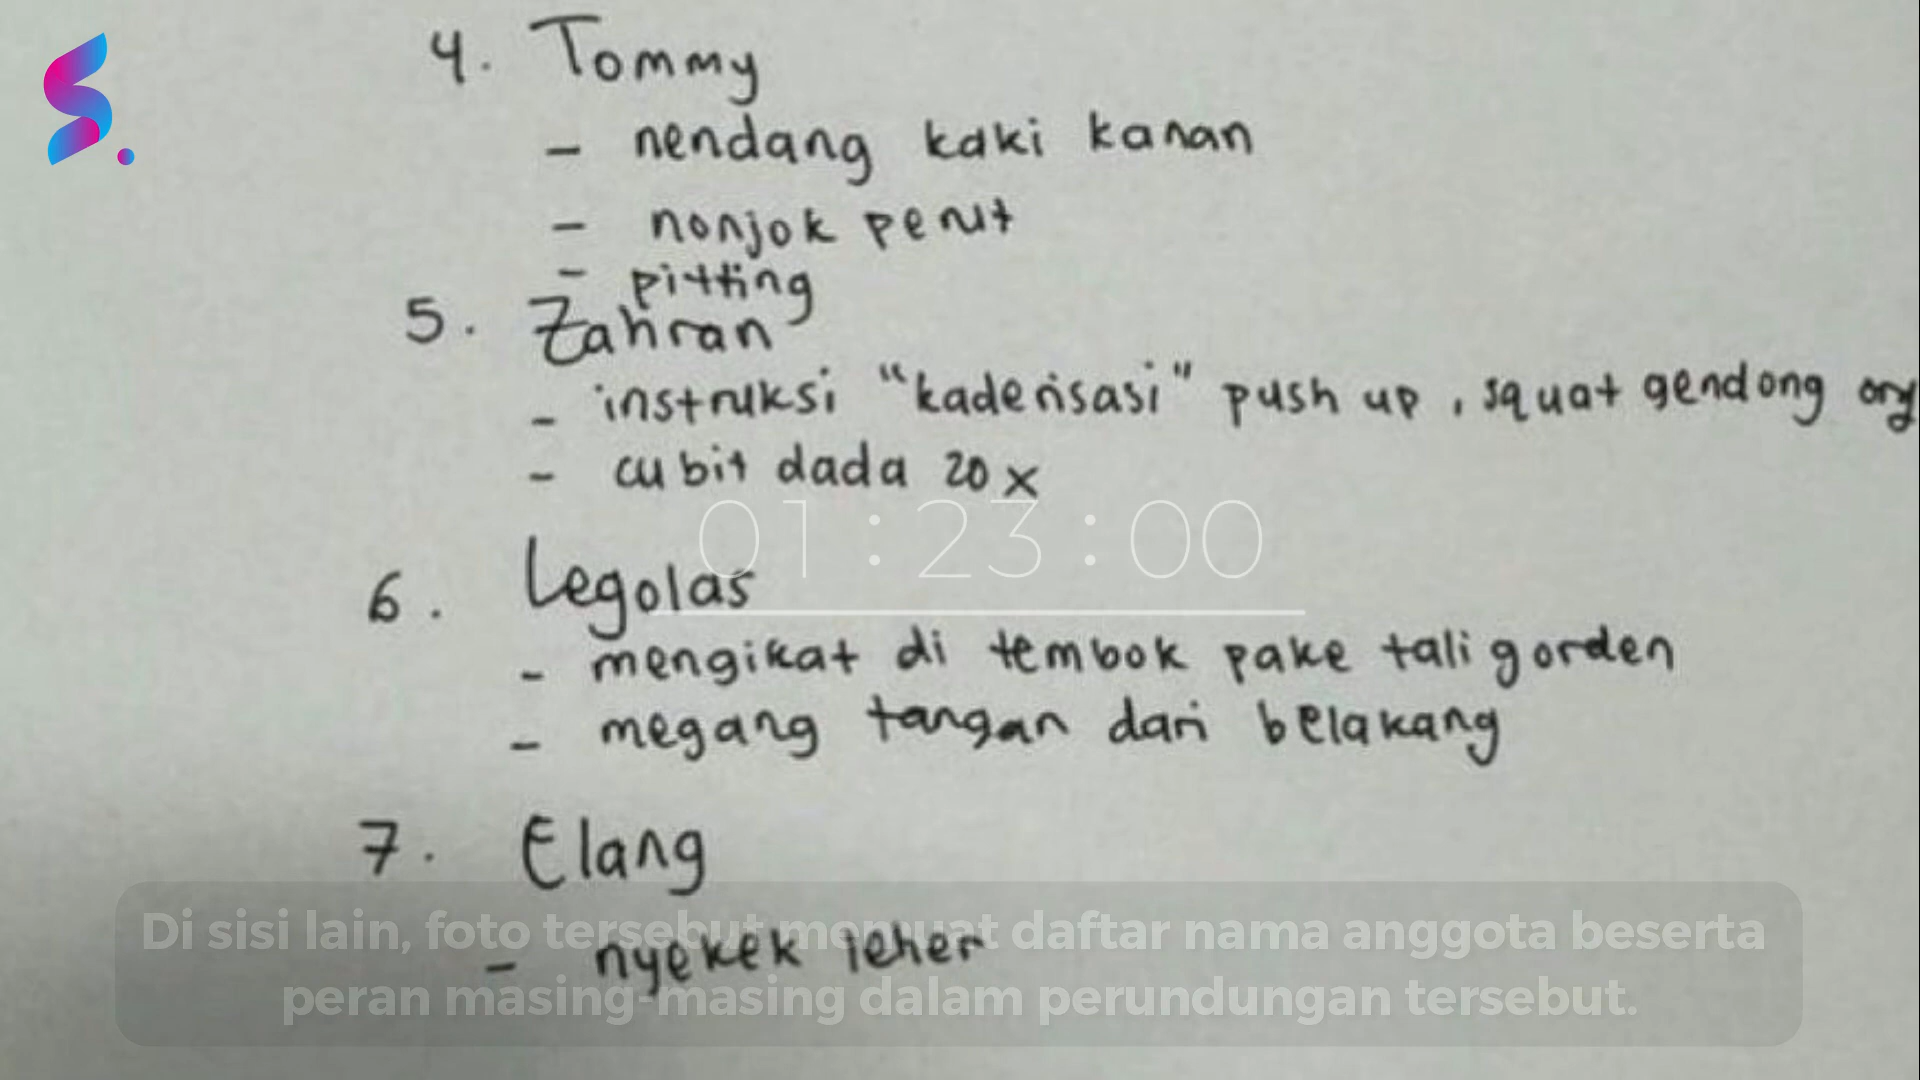 S.
4. Tommy
- nendang kaki kanan
- nonjok perut
- pitting
5. Zahran
- instruksi "kaderisasi" push up, squat gendong org
- cubit dada 20x
01:23:00
6. Legolas
- mengikat di tembok pake tali gorden
- megang tangan dari belakang
7. Elang
Di sisi lain, foto tersebut memuat daftar nama anggota beserta
- nyekek leher
peran masing-masing dalam perundungan tersebut.